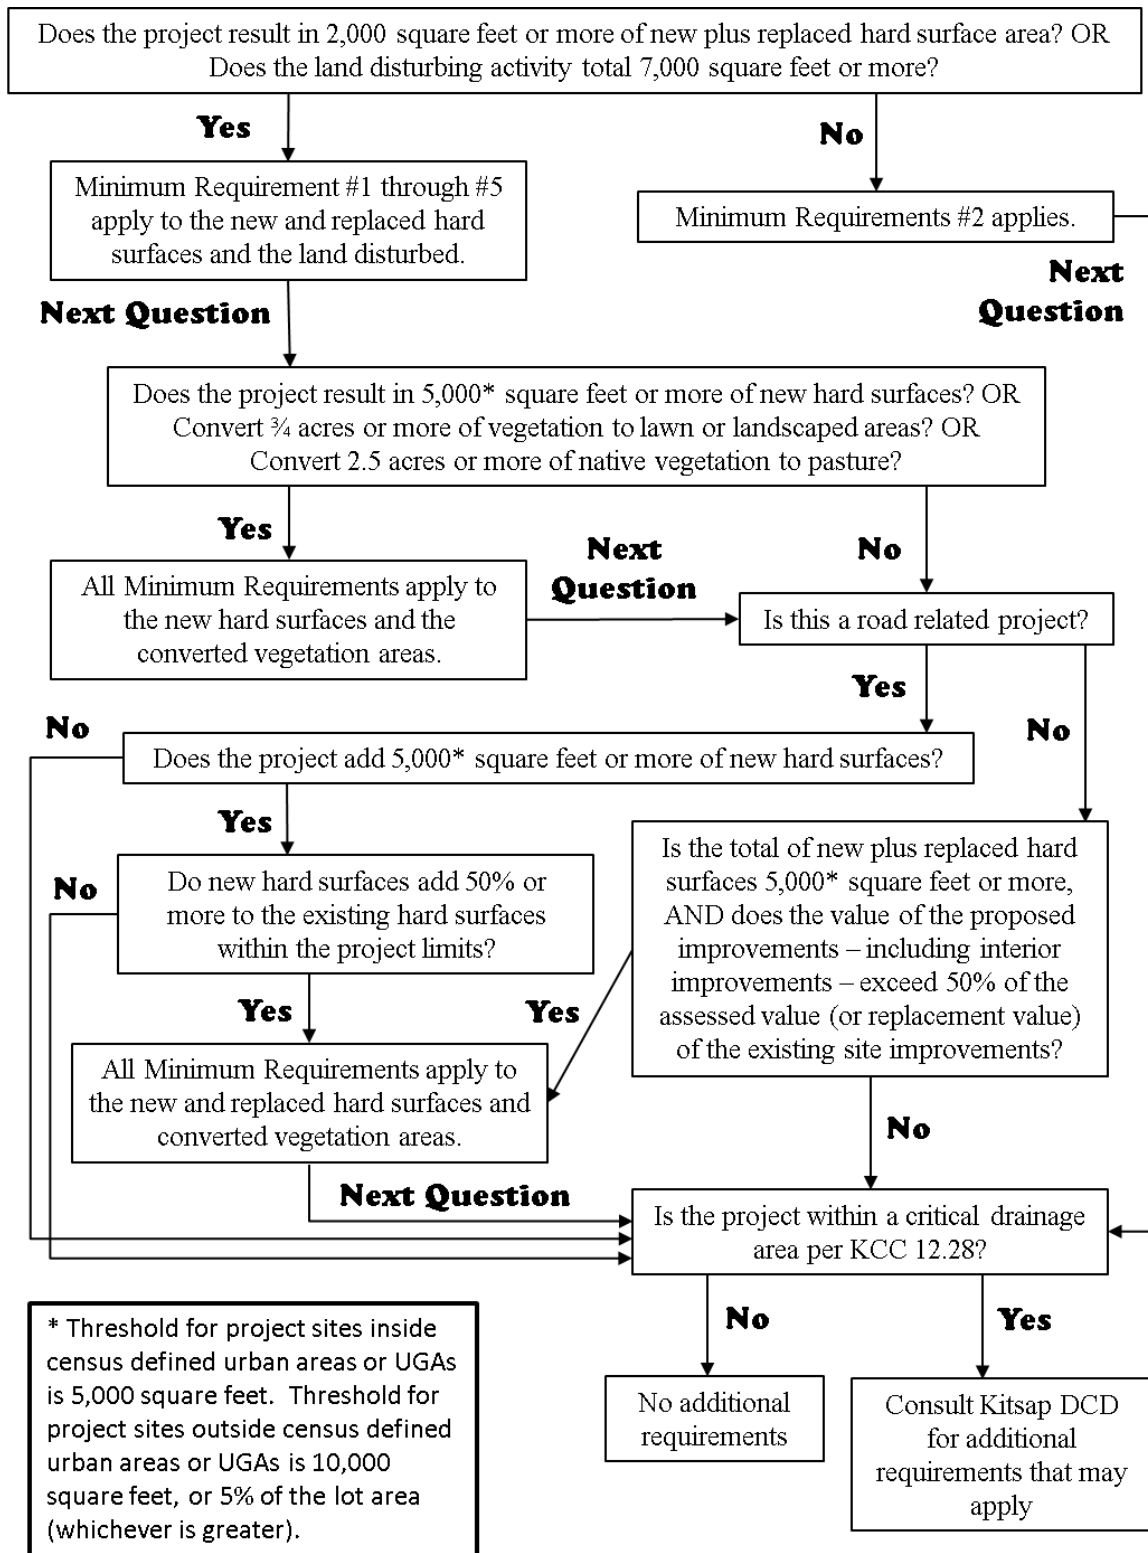 Does the project result in 2,000 square feet or more of new plus replaced hard surface area? OR
Does the land disturbing activity total 7,000 square feet or more?
Yes
No
Minimum Requirement #1 through #5
apply to the new and replaced hard
surfaces and the land disturbed.
Minimum Requirements #2 applies.
Next
Question
Next Question
Does the project result in 5,000* square feet or more of new hard surfaces? OR
Convert ¾ acres or more of vegetation to lawn or landscaped areas? OR
Convert 2.5 acres or more of native vegetation to pasture?
Yes
Next
Question
No
All Minimum Requirements apply to
the new hard surfaces and the
converted vegetation areas.
Is this a road related project?
Yes
No
No
Does the project add 5,000* square feet or more of new hard surfaces?
Yes
No
Do new hard surfaces add 50% or
more to the existing hard surfaces
within the project limits?
Is the total of new plus replaced hard
surfaces 5,000* square feet or more,
AND does the value of the proposed
improvements – including interior
improvements – exceed 50% of the
assessed value (or replacement value)
of the existing site improvements?
Yes
Yes
All Minimum Requirements apply to
the new and replaced hard surfaces and
converted vegetation areas.
No
Next Question
Is the project within a critical drainage
area per KCC 12.28?
No
Yes
* Threshold for project sites inside
census defined urban areas or UGAs
is 5,000 square feet. Threshold for
project sites outside census defined
urban areas or UGAs is 10,000
square feet, or 5% of the lot area
(whichever is greater).
No additional
requirements
Consult Kitsap DCD
for additional
requirements that may
apply